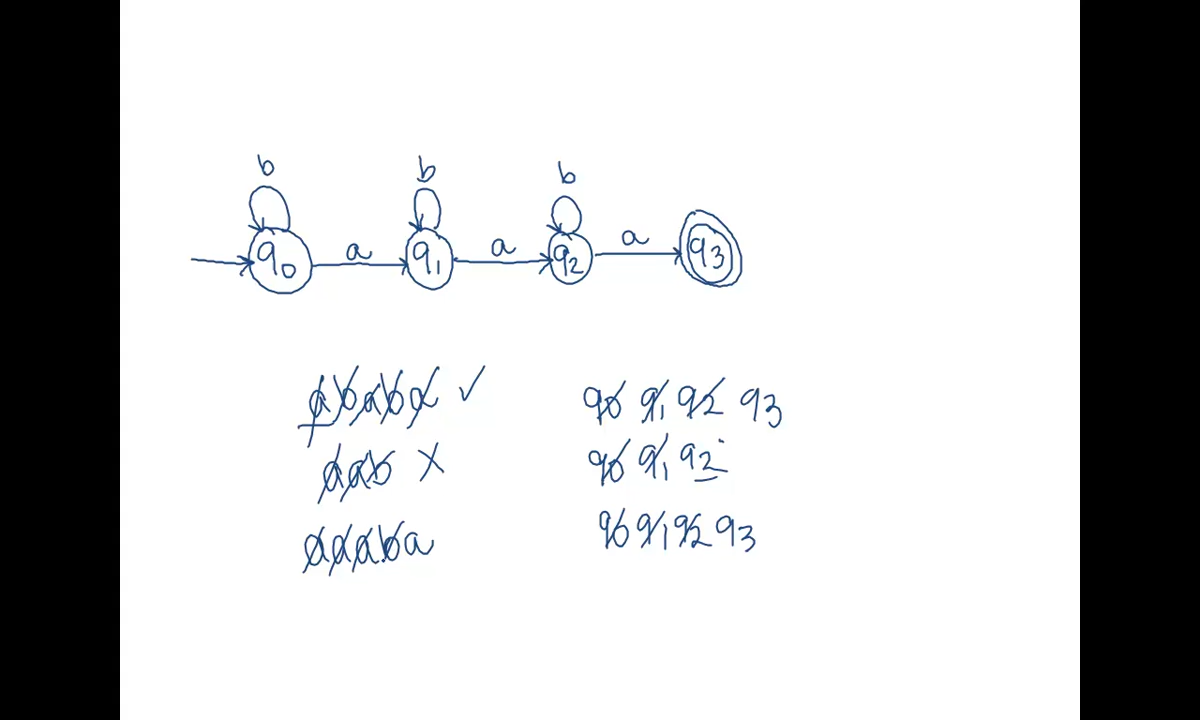 b b b
q0 a q1 a q2 a q3
ababa ✓ q0 q1 q2 q3
aab X q0 q1 q2
aaaba q0 q1 q2 q3